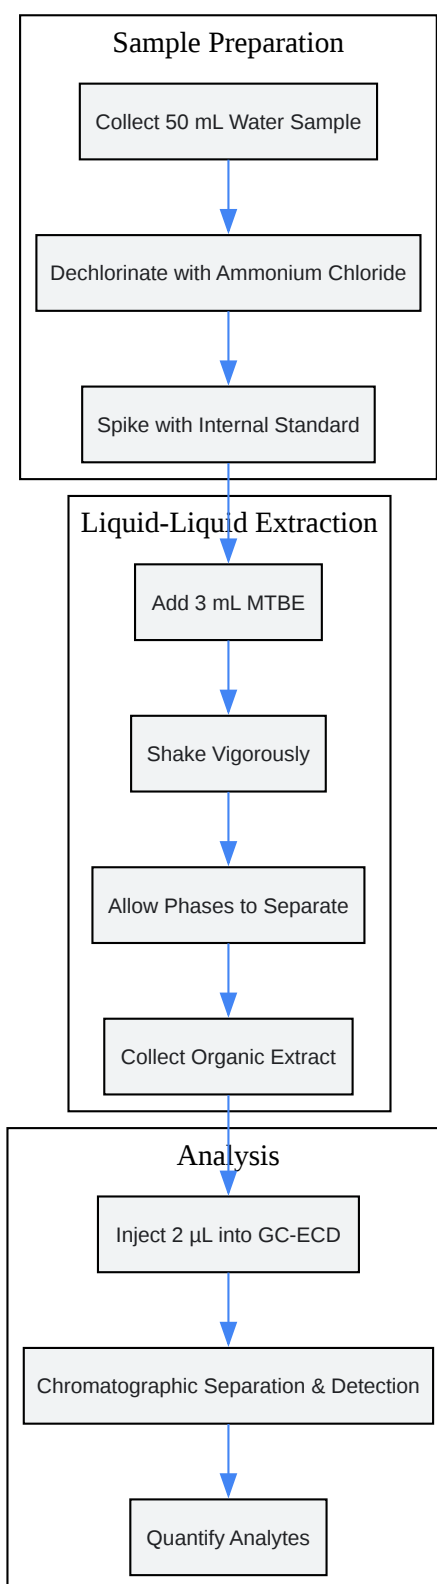 Sample Preparation
Collect 50 mL Water Sample
Dechlorinate with Ammonium Chloride
Spike with Internal Standard
Liquid-Liquid Extraction
Add 3 mL MTBE
Shake Vigorously
Allow Phases to Separate
Collect Organic Extract
Analysis
Inject 2 µL into GC-ECD
Chromatographic Separation & Detection
Quantify Analytes